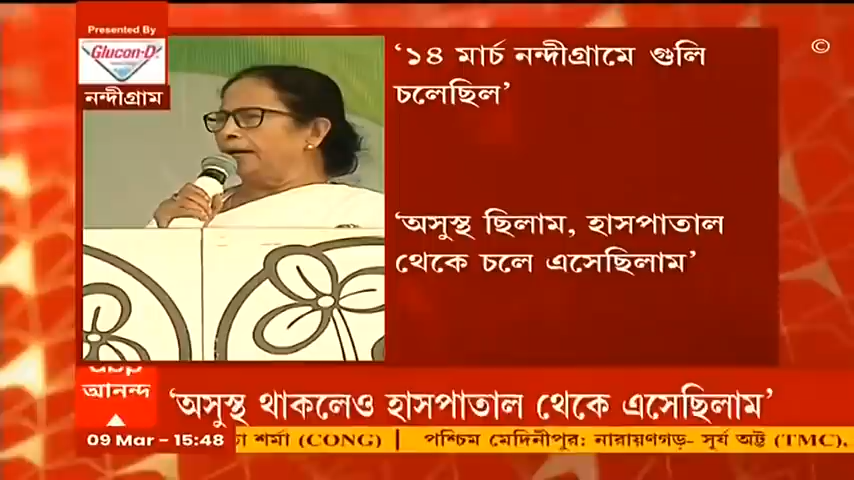 Presented By
Glucon-D
নন্দীগ্রাম
‘১৪ মার্চ নন্দীগ্রামে গুলি
চলেছিল’
‘অসুস্থ ছিলাম, হাসপাতাল
থেকে চলে এসেছিলাম’
©
abp
আনন্দ
‘অসুস্থ থাকলেও হাসপাতাল থেকে এসেছিলাম’
09 Mar - 15:48
শর্মা (CONG) | পশ্চিম মেদিনীপুর: নারায়ণগড়- সূর্য অট্ট (TMC),